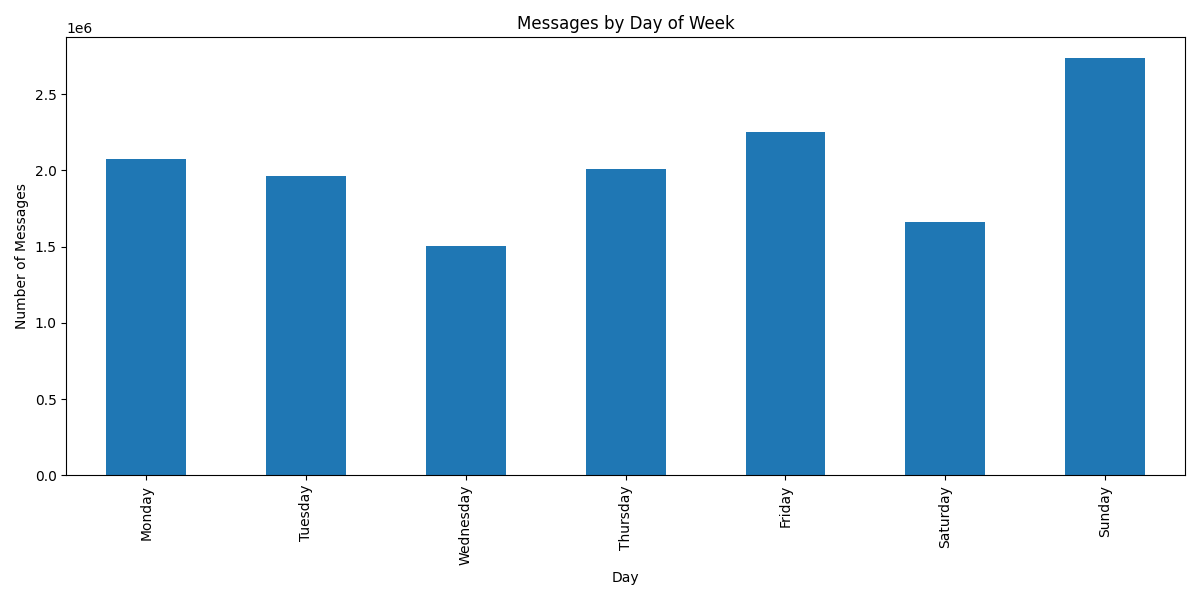 Messages by Day of Week
1e6
2.5
2.0
1.5
1.0
0.5
0.0
Number of Messages
Monday
Tuesday
Wednesday
Thursday
Friday
Saturday
Sunday
Day